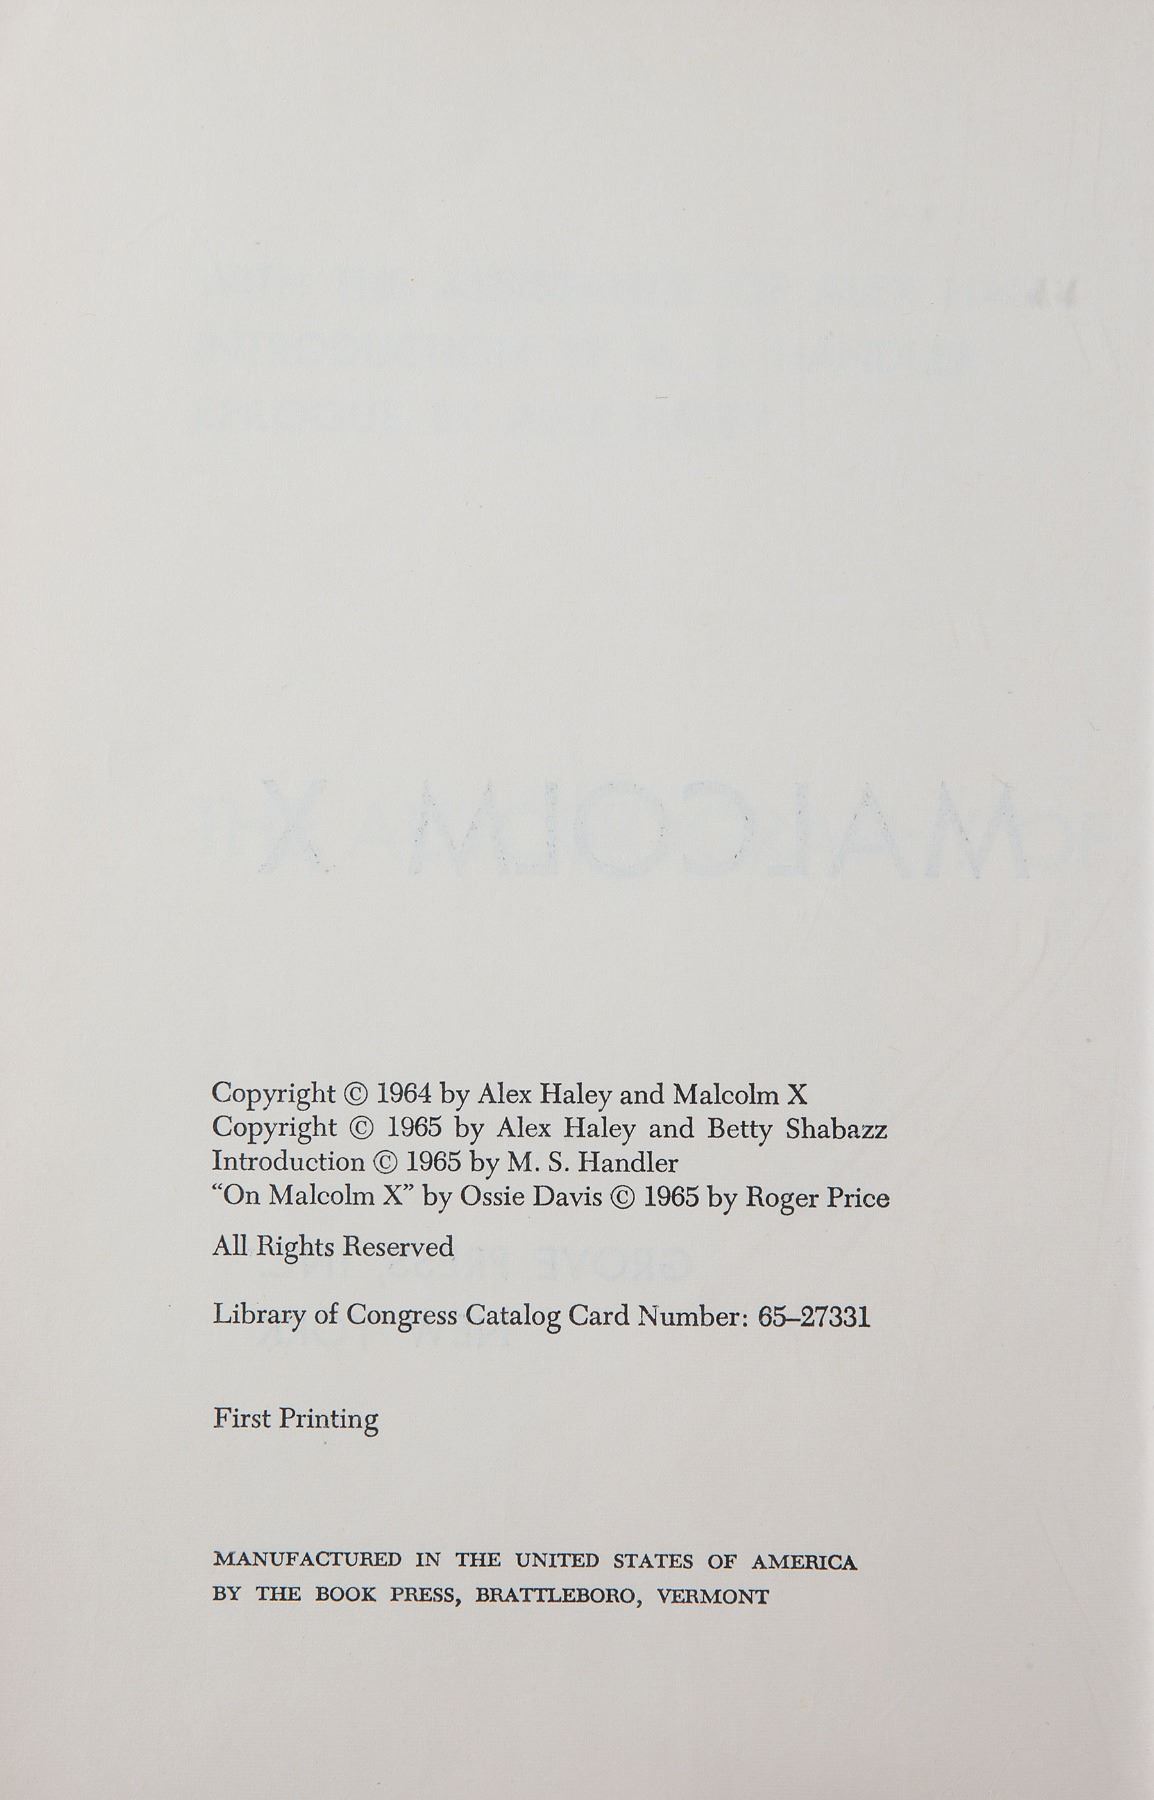 Copyright © 1964 by Alex Haley and Malcolm X
Copyright © 1965 by Alex Haley and Betty Shabazz
Introduction © 1965 by M. S. Handler
“On Malcolm X” by Ossie Davis © 1965 by Roger Price
All Rights Reserved
Library of Congress Catalog Card Number: 65–27331
First Printing
MANUFACTURED IN THE UNITED STATES OF AMERICA
BY THE BOOK PRESS, BRATTLEBORO, VERMONT